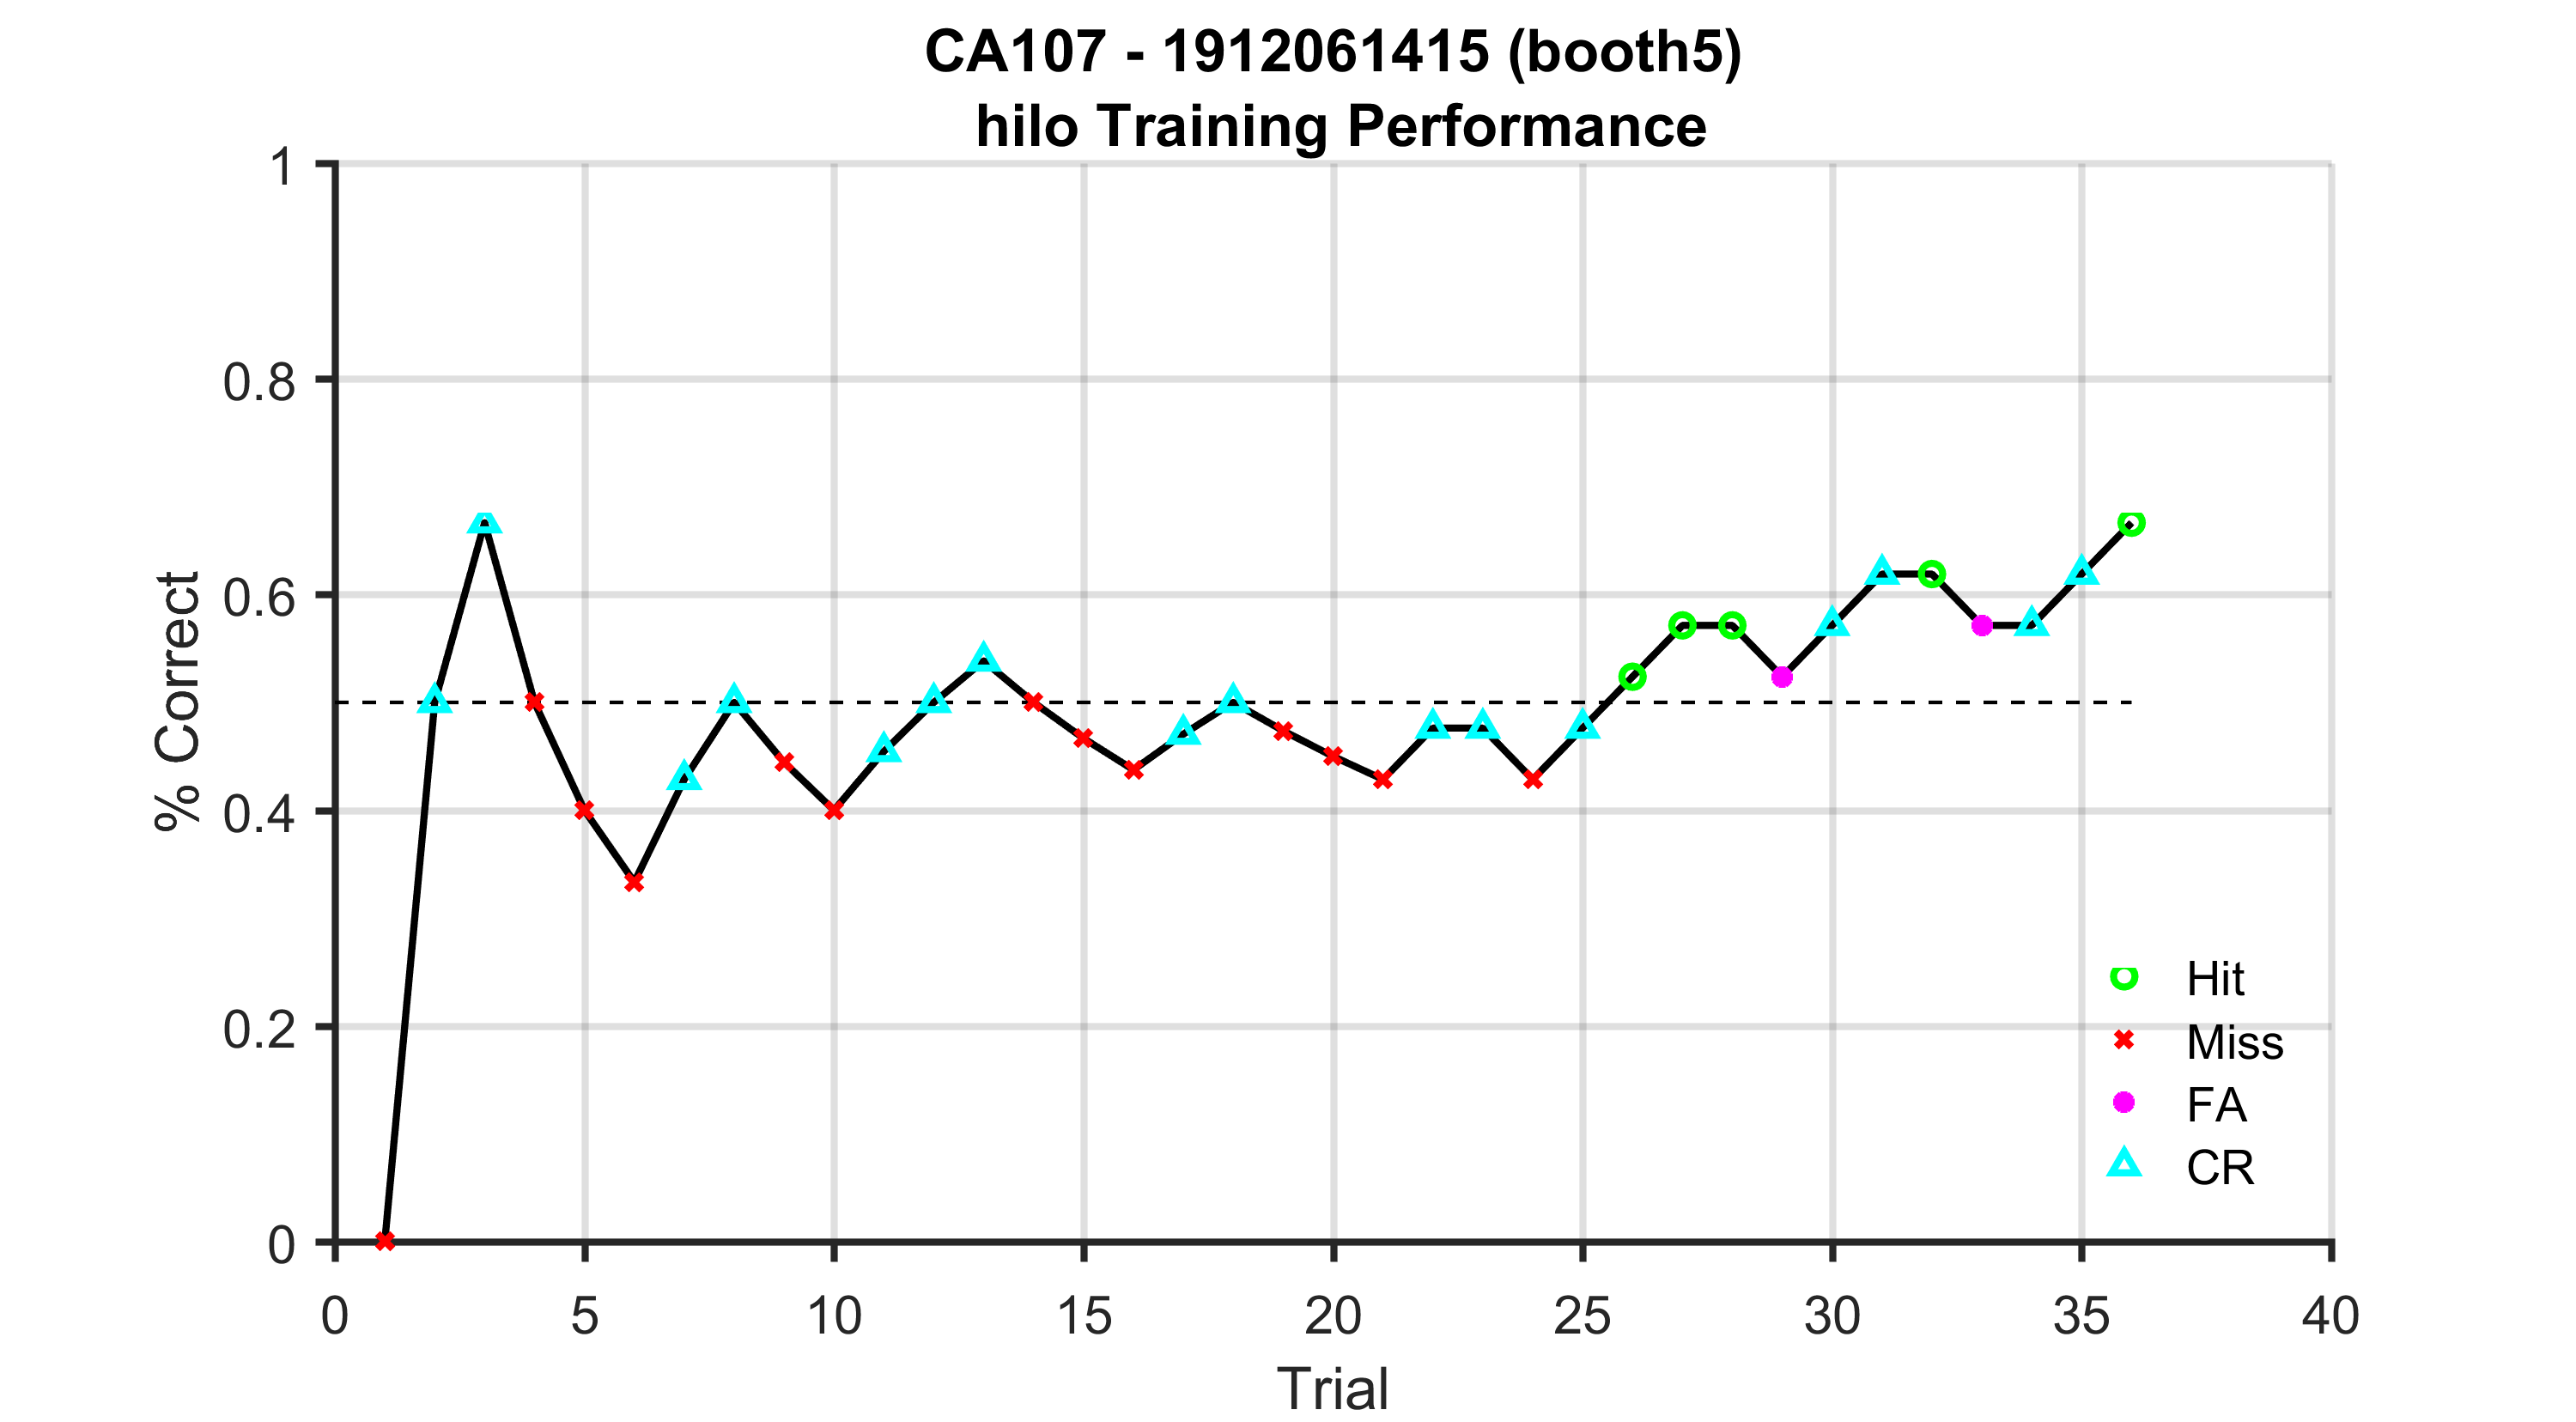 CA107 - 1912061415 (booth5)
hilo Training Performance
1
0.8
0.6
0.4
0.2
0
% Correct
0 5 10 15 20 25 30 35 40
Trial
Hit
Miss
FA
CR